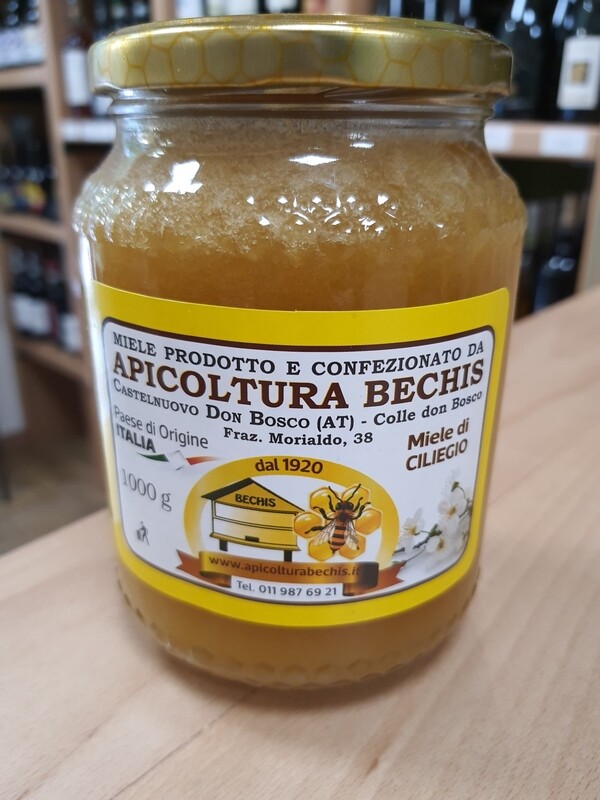 MIELE PRODOTTO E CONFEZIONATO DA
APICOLTURA BECHIS
CASTELNUOVO DON BOSCO (AT) - Colle don Bosco
Fraz. Morialdo, 38
Paese di Origine
ITALIA
Miele di
CILIEGIO
1000 g
dal 1920
BECHIS
www.apicolturabechis.it
Tel. 011 987 69 21